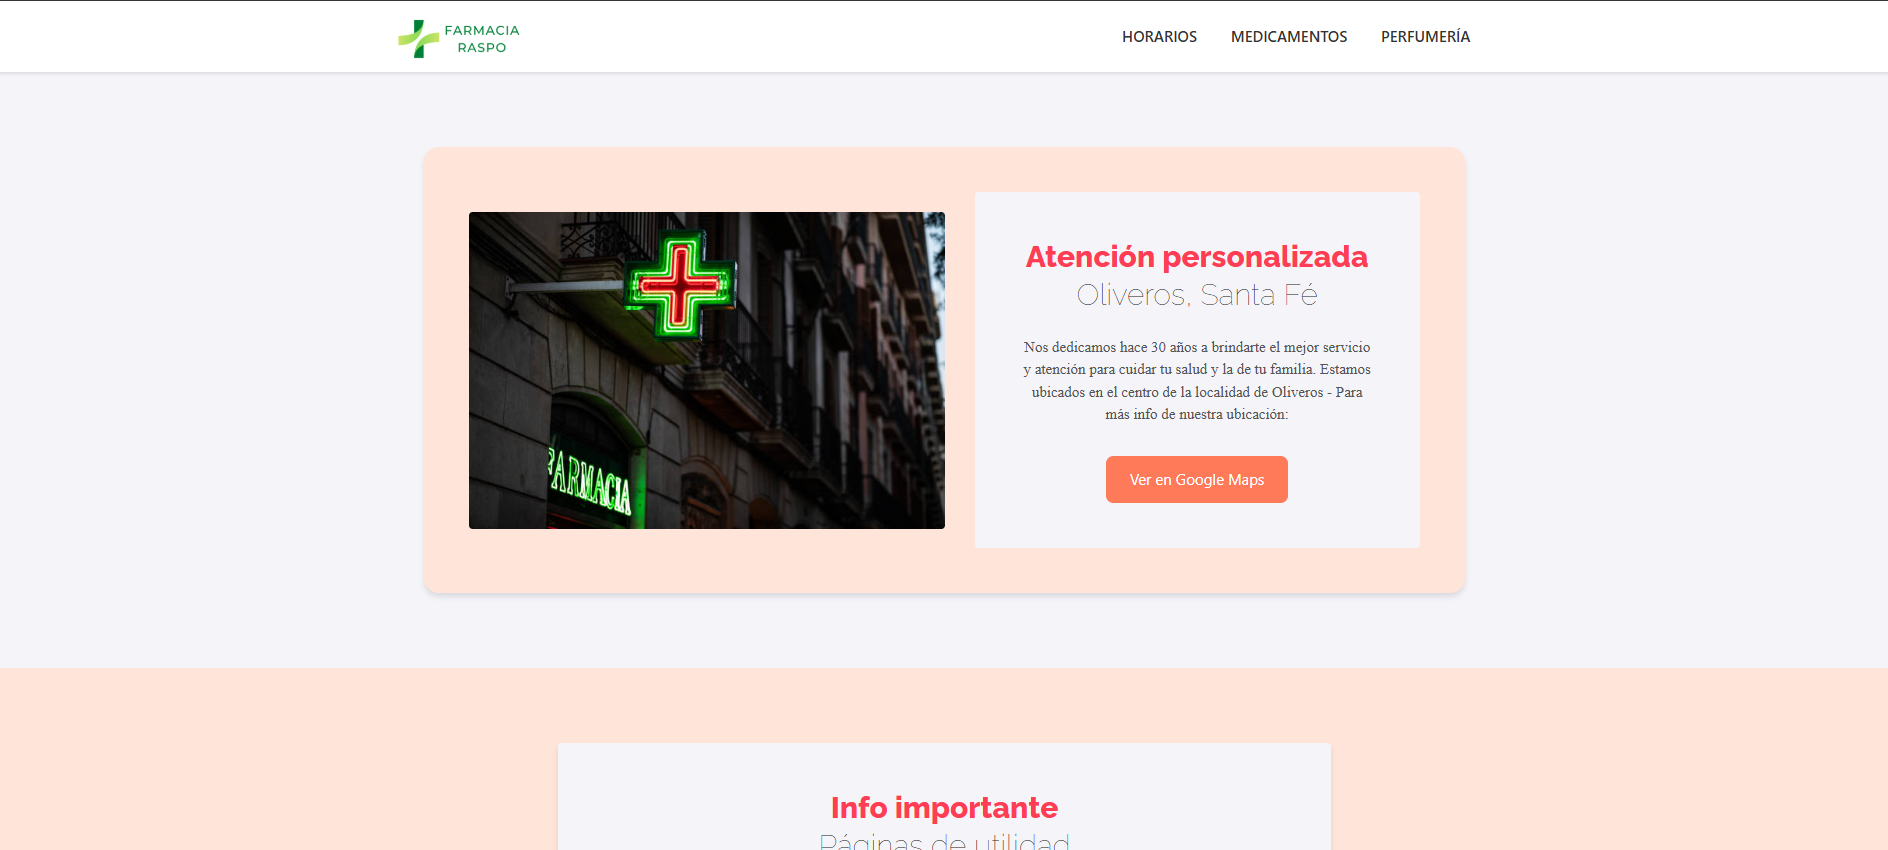 FARMACIA
RASPO
HORARIOS
MEDICAMENTOS
PERFUMERÍA
FARMACIA
Atención personalizada
Oliveros, Santa Fé
Nos dedicamos hace 30 años a brindarte el mejor servicio
y atención para cuidar tu salud y la de tu familia. Estamos
ubicados en el centro de la localidad de Oliveros - Para
más info de nuestra ubicación:
Ver en Google Maps
Info importante
Páginas de utilidad